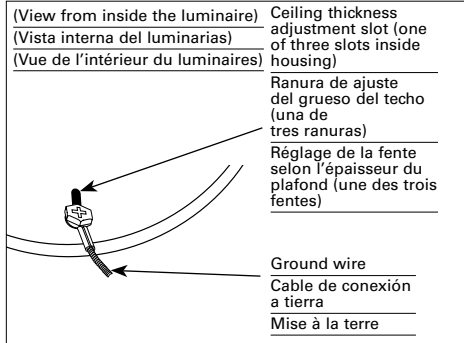 (View from inside the luminaire)
(Vista interna del luminarias)
(Vue de l'intérieur du luminaires)
Ceiling thickness
adjustment slot (one
of three slots inside
housing)
Ranura de ajuste
del grueso del techo
(una de
tres ranuras)
Réglage de la fente
selon l'épaisseur du
plafond (une des trois
fentes)
Ground wire
Cable de conexión
a tierra
Mise à la terre